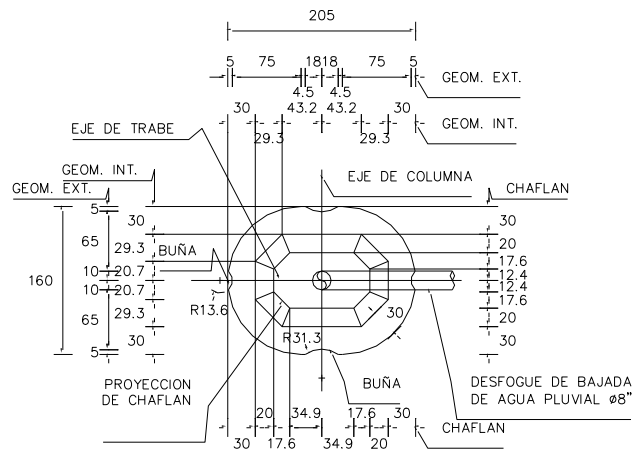 205
5 75 18 18 75 5
GEOM. EXT.
4.5 4.5
30 43.2 43.2 30
GEOM. INT.
EJE DE TRABE
29.3 29.3
GEOM. INT.
GEOM. EXT.
EJE DE COLUMNA
CHAFLAN
5
30
30
65
20
29.3
BUÑA
17.6
10
20.7
12.4
160
10
20.7
12.4
R13.6
17.6
65
29.3
30
20
R31.3
5
30
30
PROYECCION
DE CHAFLAN
BUÑA
DESFOGUE DE BAJADA
DE AGUA PLUVIAL ø8"
20 34.9 17.6 30
CHAFLAN
30 17.6 34.9 20